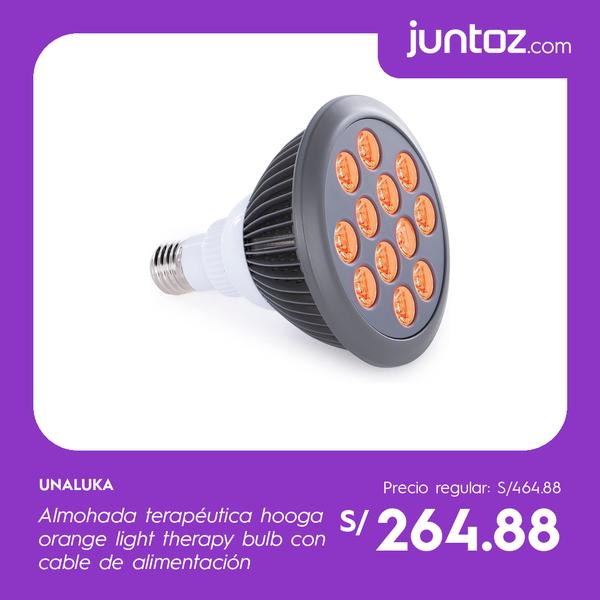 juntoz.com
UNALUKA
Almohada terapéutica hooga
orange light therapy bulb con
cable de alimentación
Precio regular: S/464.88
S/ 264.88